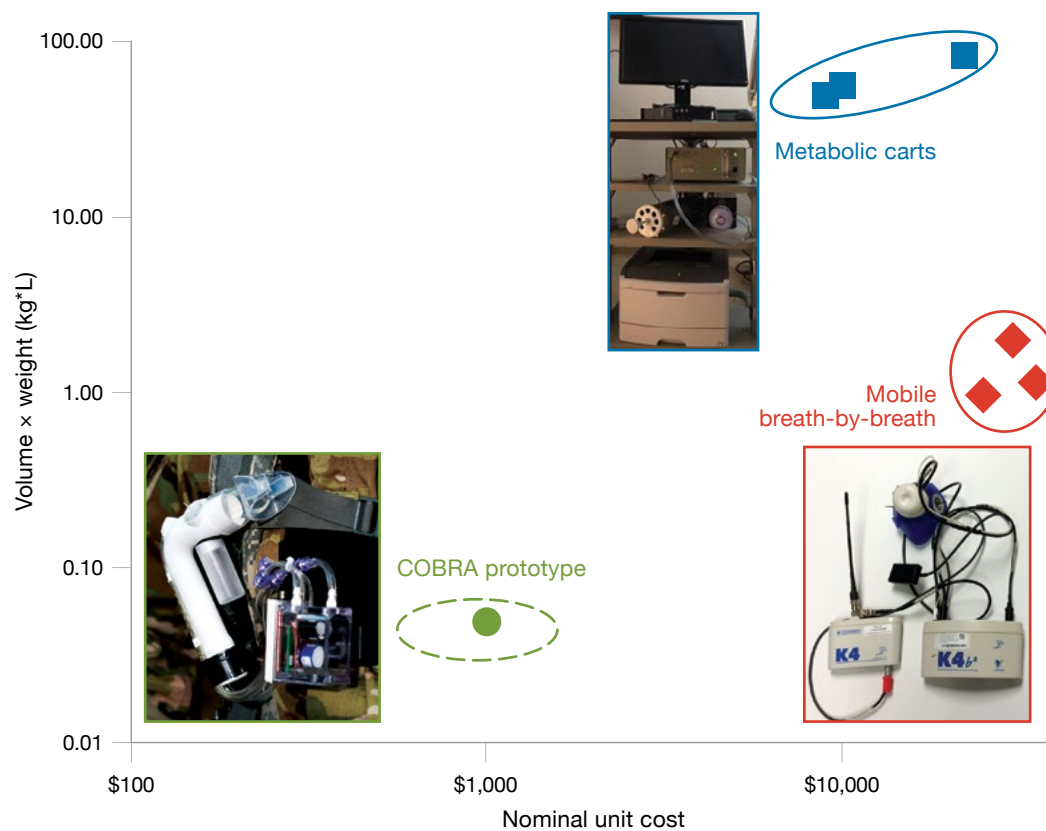 100.00
10.00
1.00
0.10
0.01
Volume × weight (kg*L)
Metabolic carts
Mobile
breath-by-breath
COBRA prototype
K4
K4b²
$100
$1,000
$10,000
Nominal unit cost